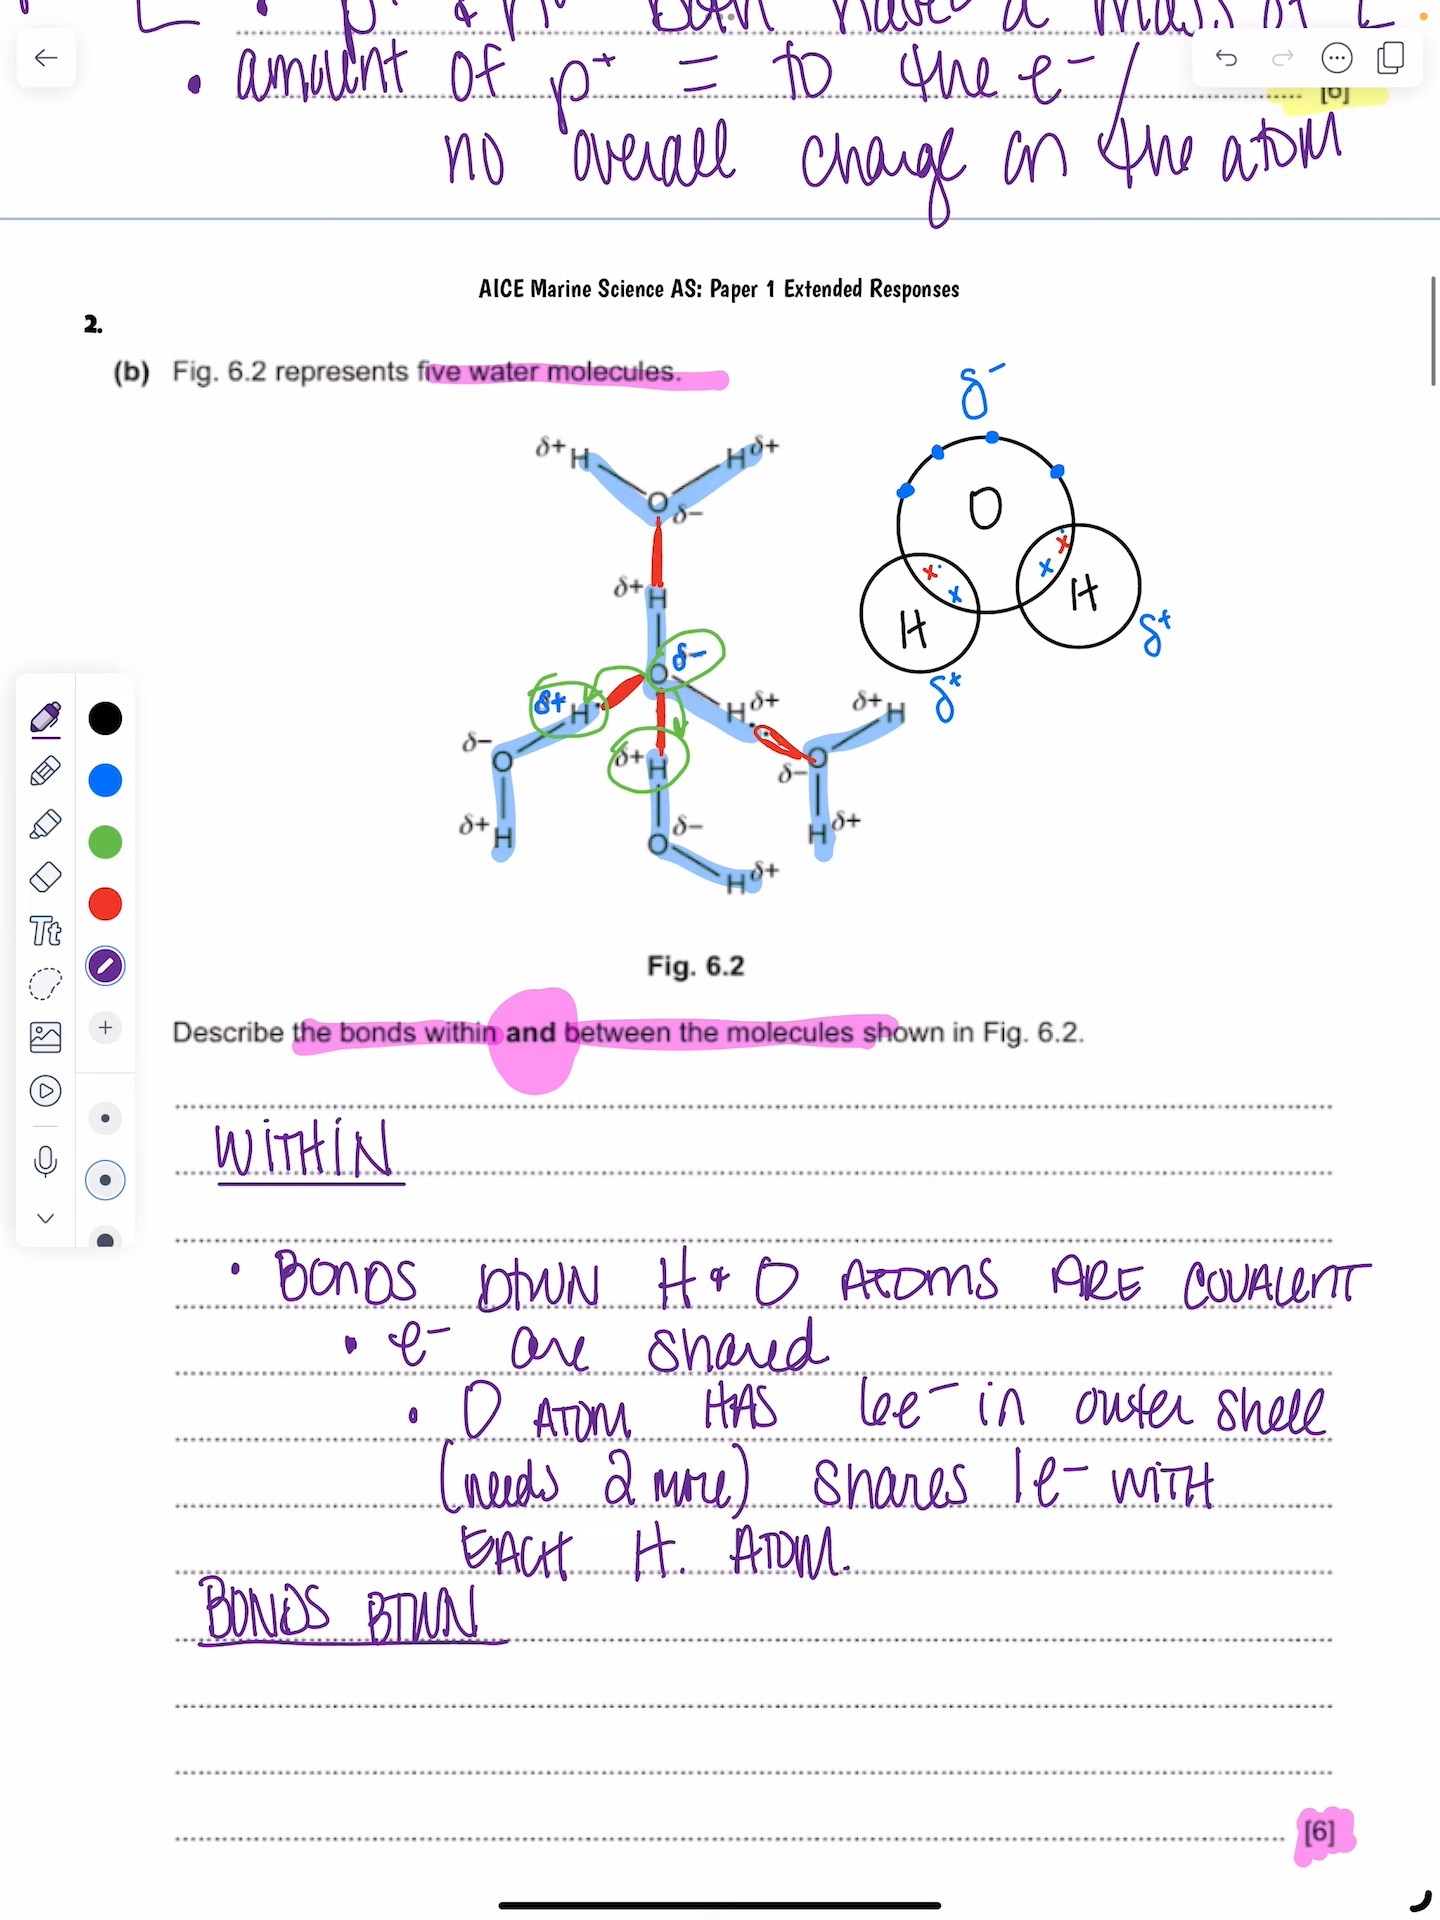 amount of p+ = to the e- /
[6]
no overall charge on the atom
AICE Marine Science AS: Paper 1 Extended Responses
2.
(b) Fig. 6.2 represents five water molecules.
δ-
δ+ H H δ+
O δ-
O
δ+ H
H H
δ+
δ+
O δ-
δ+ H H δ+ δ+ H
δ- O δ+ H δ- O
δ+ H O δ- H δ+
H δ+
Fig. 6.2
Describe the bonds within and between the molecules shown in Fig. 6.2.
WITHIN
• BONDS BTWN H & O ATOMS ARE COVALENT
• e- are shared
• O ATOM HAS 6e- in outer shell
(needs 2 more) shares 1e- WITH
EACH H. ATOM.
BONDS BTWN
[6]
Tt